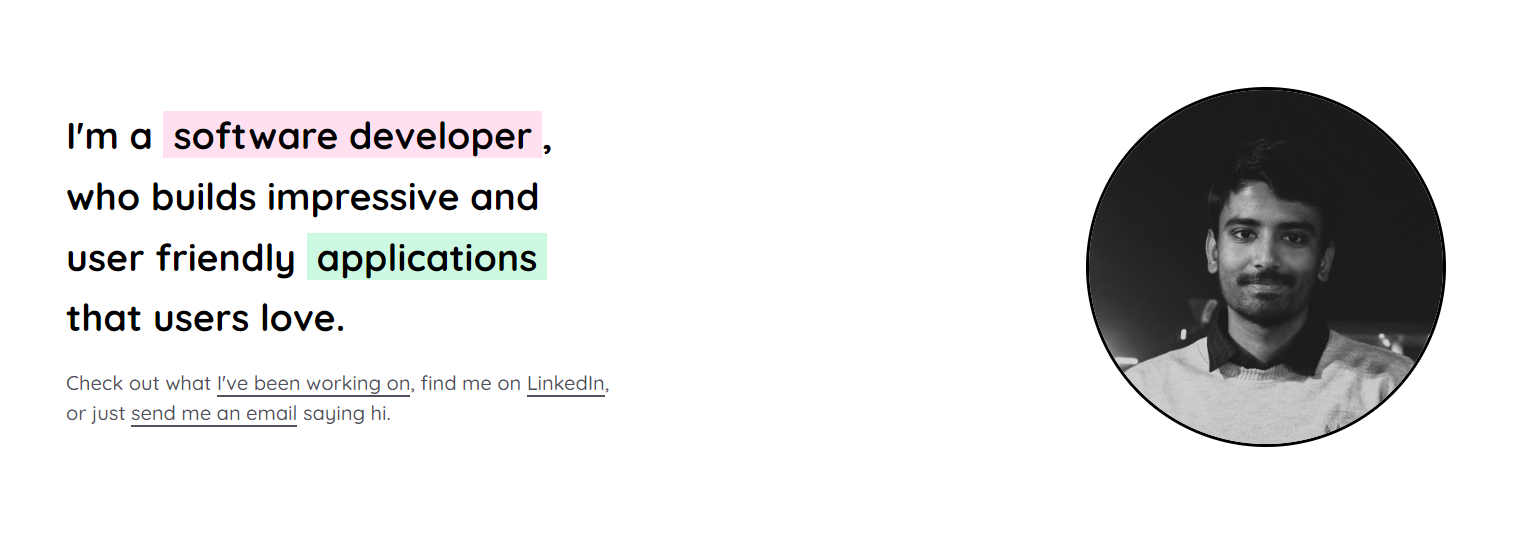 I'm a software developer,
who builds impressive and
user friendly applications
that users love.
Check out what I've been working on, find me on LinkedIn,
or just send me an email saying hi.